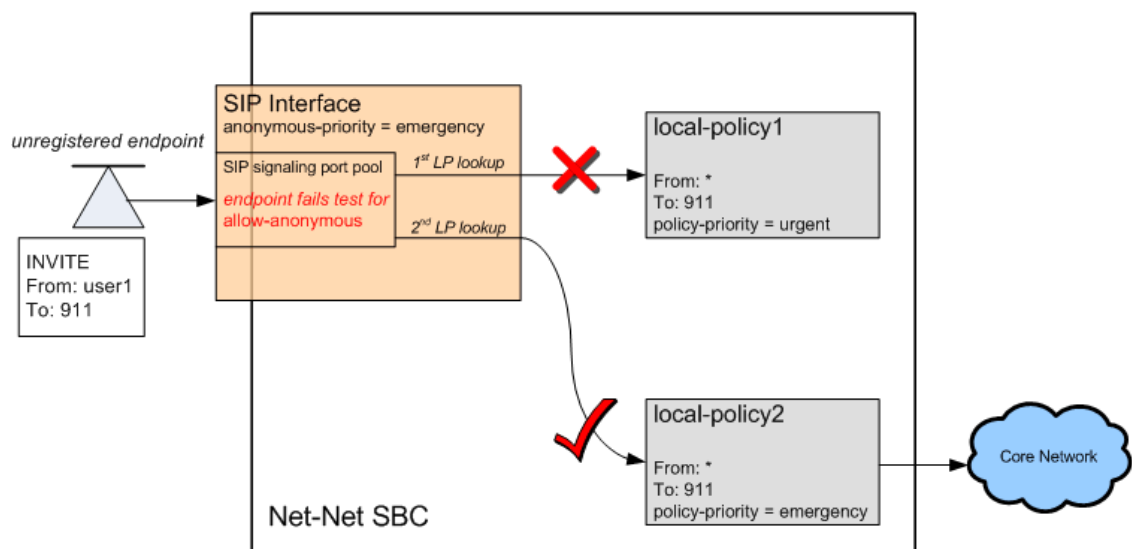 unregistered endpoint
INVITE
From: user1
To: 911
SIP Interface
anonymous-priority = emergency
SIP signaling port pool
endpoint fails test for
allow-anonymous
1st LP lookup
2nd LP lookup
local-policy1
From: *
To: 911
policy-priority = urgent
local-policy2
From: *
To: 911
policy-priority = emergency
Core Network
Net-Net SBC